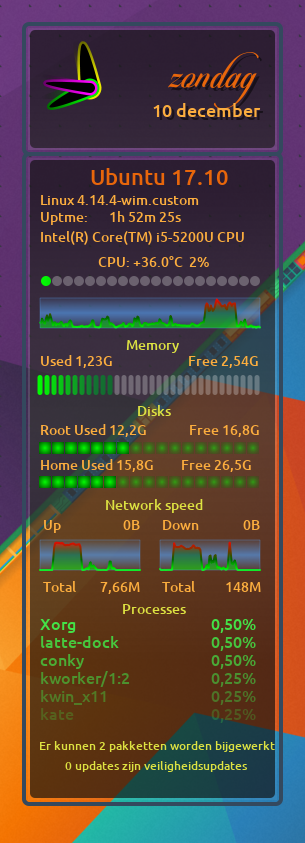 zondag
10 december
Ubuntu 17.10
Linux 4.14.4-wim.custom
Uptme: 1h 52m 25s
Intel(R) Core(TM) i5-5200U CPU
CPU: +36.0°C 2%
Memory
Used 1,23G Free 2,54G
Disks
Root Used 12,2G Free 16,8G
Home Used 15,8G Free 26,5G
Network speed
Up 0B Down 0B
Total 7,66M Total 148M
Processes
Xorg 0,50%
latte-dock 0,50%
conky 0,50%
kworker/1:2 0,25%
kwin_x11 0,25%
kate 0,25%
Er kunnen 2 pakketten worden bijgewerkt
0 updates zijn veiligheidsupdates